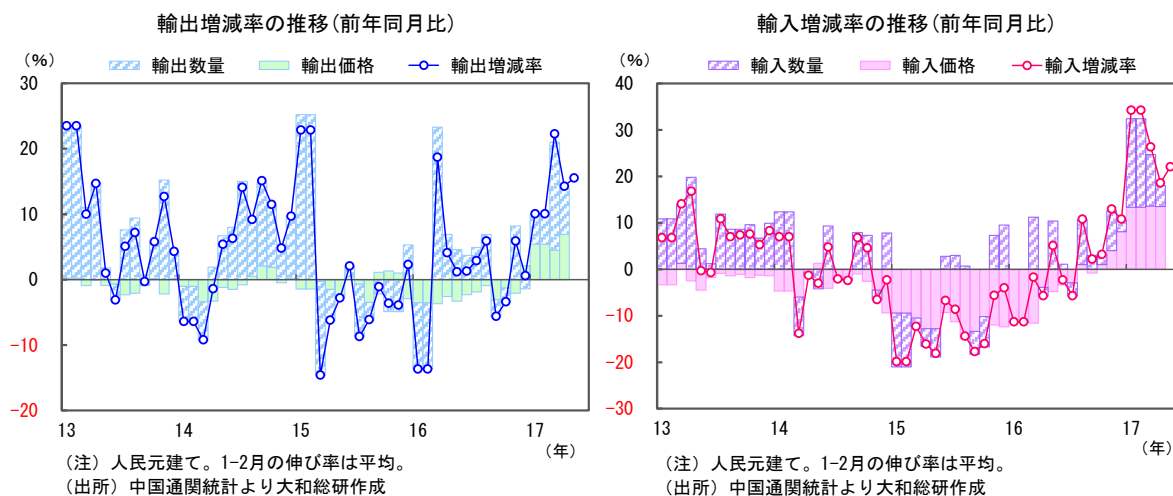 輸出増減率の推移(前年同月比)
(%)
輸出数量 輸出価格 輸出増減率
30
20
10
0
-10
-20
13 14 15 16 17
(年)
(注) 人民元建て。1-2月の伸び率は平均。
(出所) 中国通関統計より大和総研作成
輸入増減率の推移(前年同月比)
(%)
輸入数量 輸入価格 輸入増減率
40
30
20
10
0
-10
-20
-30
13 14 15 16 17
(年)
(注) 人民元建て。1-2月の伸び率は平均。
(出所) 中国通関統計より大和総研作成